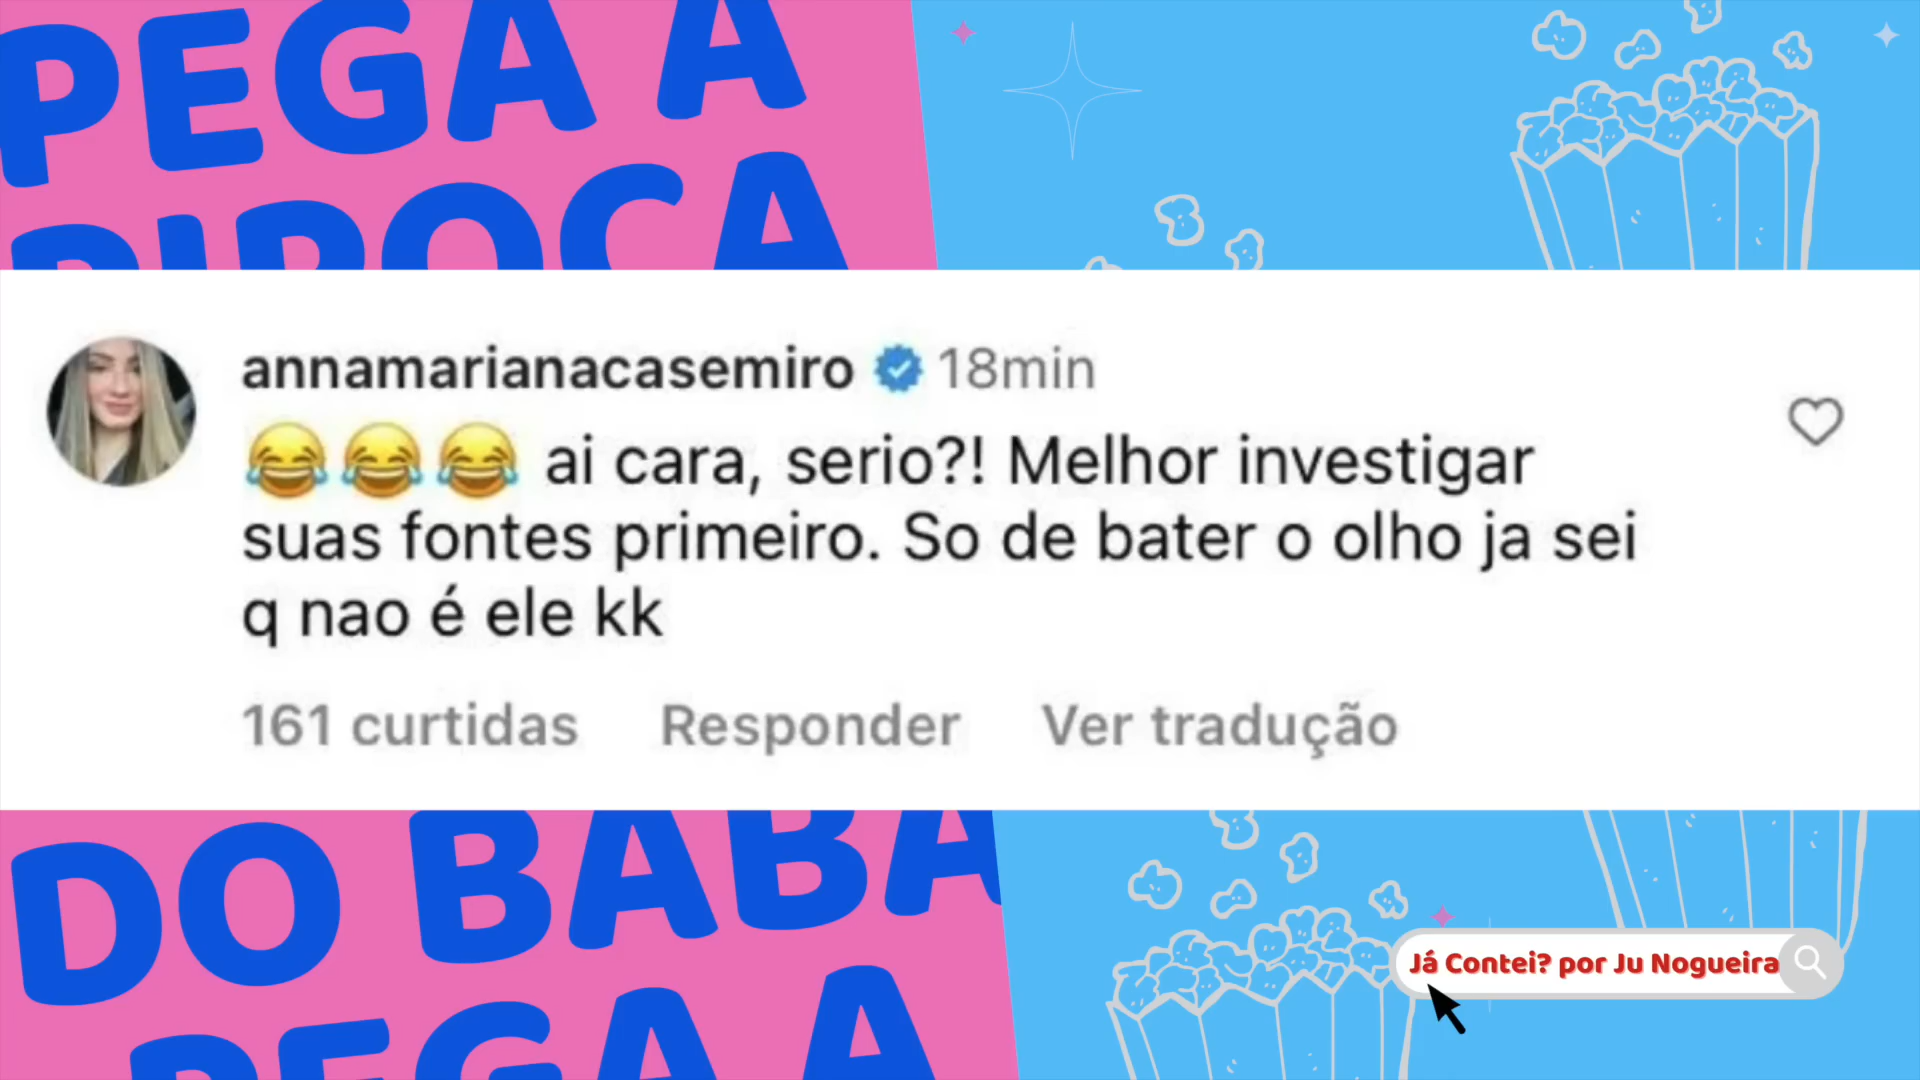 PEGA A
PIPOCA
annamarianacasemiro 18min
😂😂😂 ai cara, serio?! Melhor investigar
suas fontes primeiro. So de bater o olho ja sei
q nao é ele kk
161 curtidas Responder Ver tradução
DO BABA
PEGA A
Já Contei? por Ju Nogueira